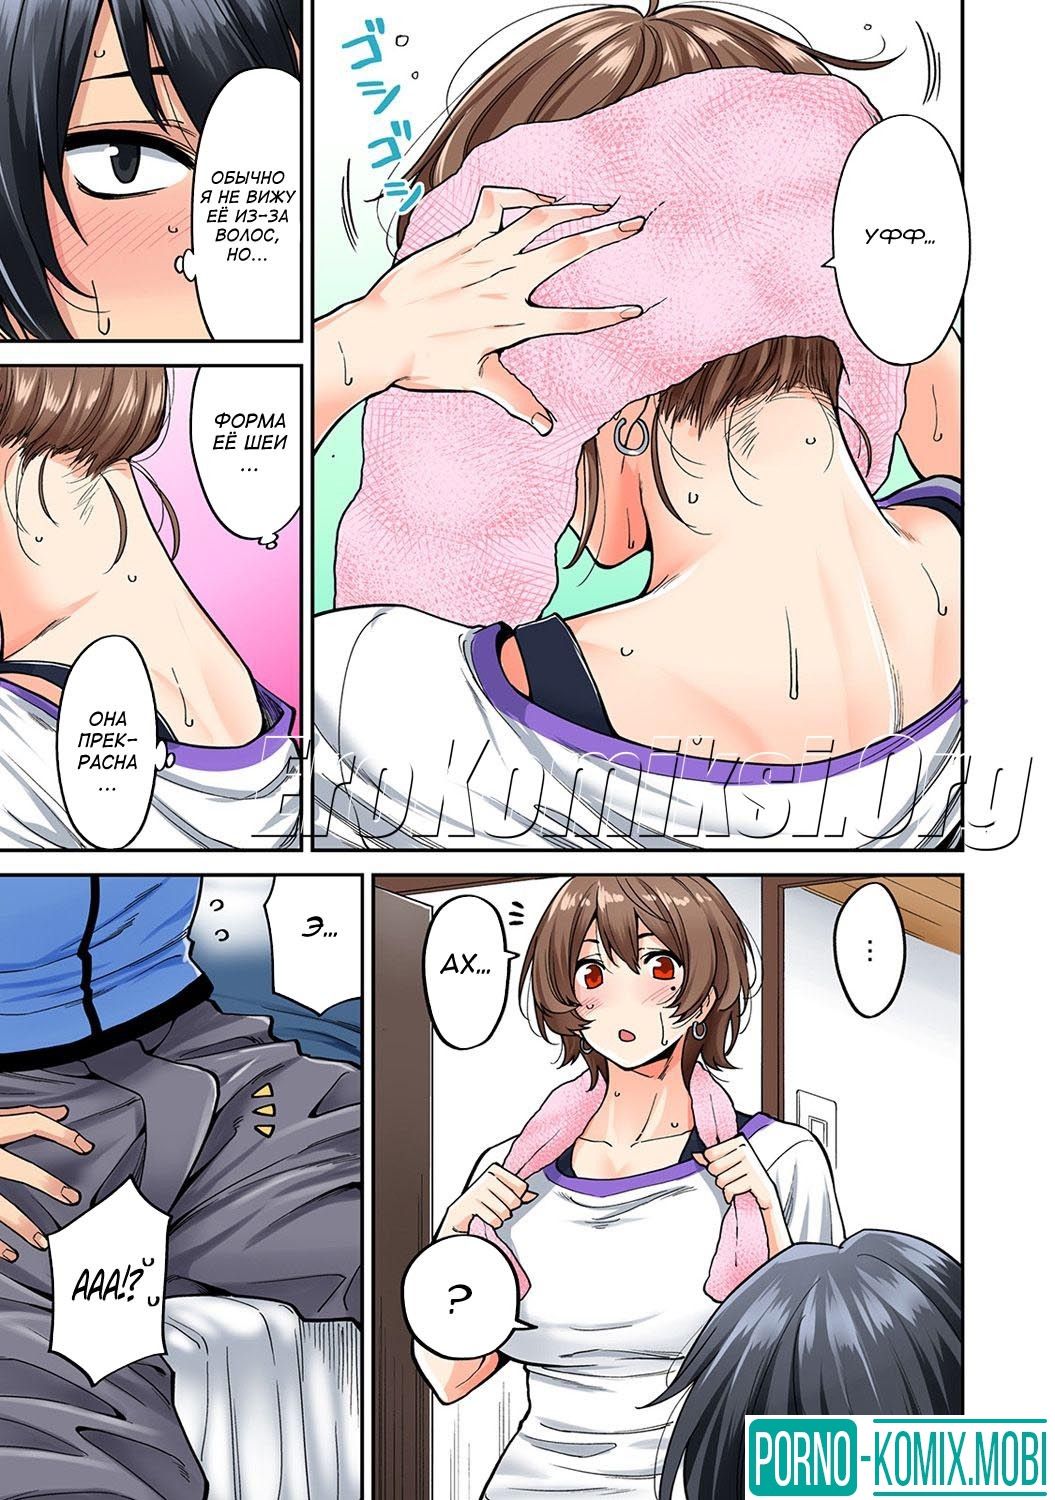 ゴシゴシ
УФФ...
ОБЫЧНО
Я НЕ ВИЖУ
ЕЁ ИЗ-ЗА
ВОЛОС,
НО...
ФОРМА
ЕЁ ШЕИ
...
ОНА
ПРЕК-
РАСНА
...
EroKomiksi.Org
...
АХ...
?
Э...
ААА!?
PORNO-KOMIX.MOBI